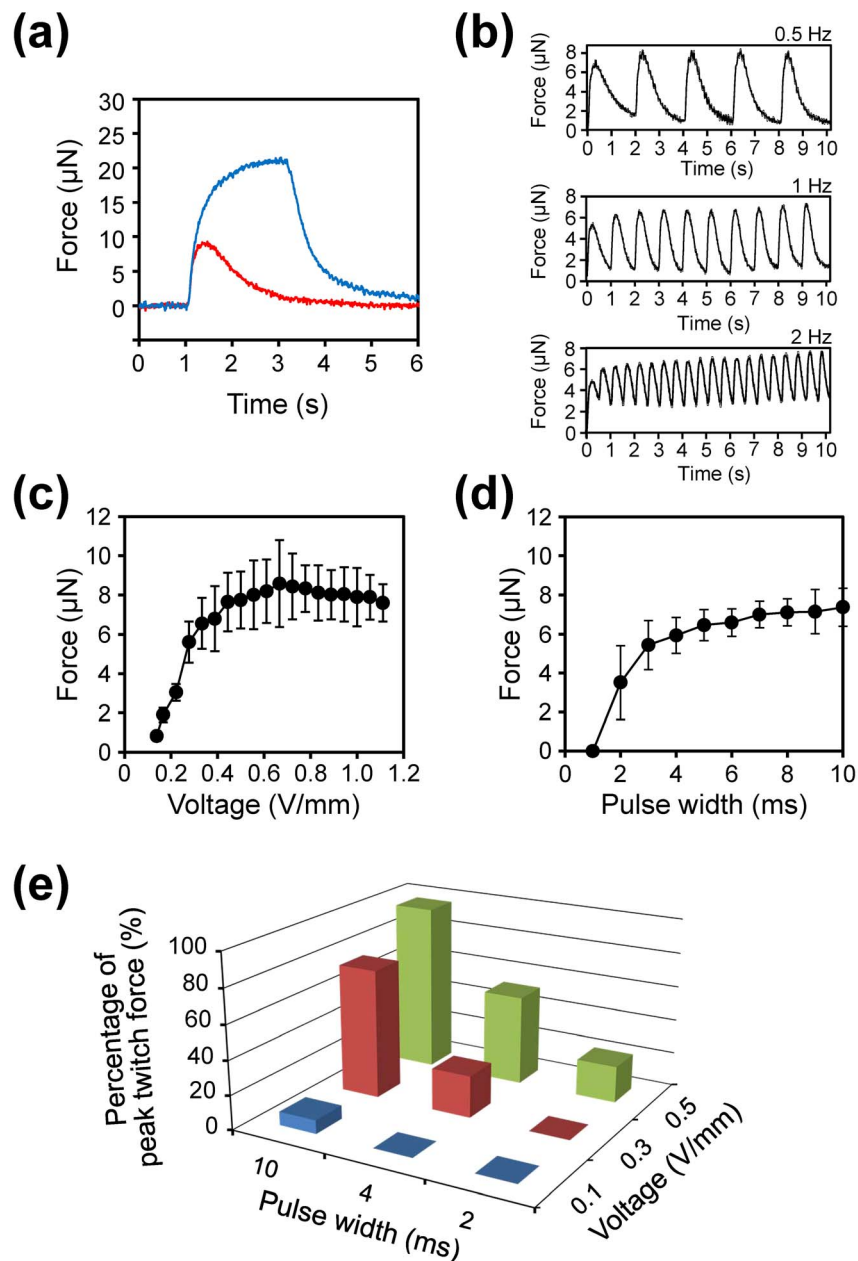 (a)
30
25
20
15
10
5
0
Force (µN)
0 1 2 3 4 5 6
Time (s)
(b)
0.5 Hz
8
6
4
2
0
Force (µN)
0 1 2 3 4 5 6 7 8 9 10
Time (s)
1 Hz
8
6
4
2
0
Force (µN)
0 1 2 3 4 5 6 7 8 9 10
Time (s)
2 Hz
8
6
4
2
0
Force (µN)
0 1 2 3 4 5 6 7 8 9 10
Time (s)
(c)
12
10
8
6
4
2
0
Force (µN)
0 0.2 0.4 0.6 0.8 1.0 1.2
Voltage (V/mm)
(d)
12
10
8
6
4
2
0
Force (µN)
0 2 4 6 8 10
Pulse width (ms)
(e)
Percentage of
peak twitch force (%)
100
80
60
40
20
0
10 4 2
Pulse width (ms)
0.1 0.3 0.5
Voltage (V/mm)